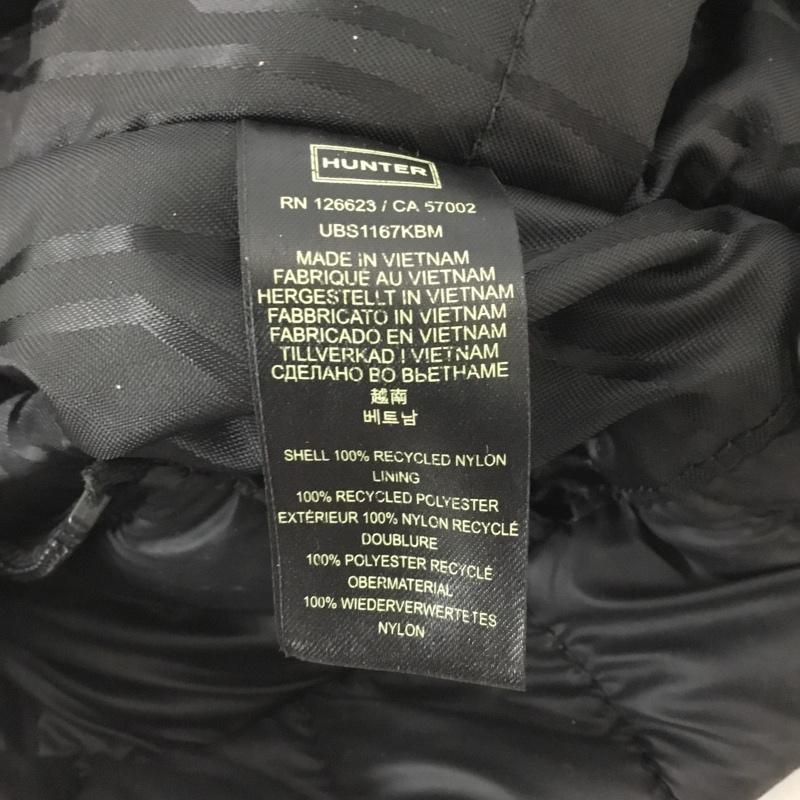 HUNTER
RN 126623 / CA 57002
UBS1167KBM
MADE IN VIETNAM
FABRIQUÉ AU VIETNAM
HERGESTELLT IN VIETNAM
FABBRICATO IN VIETNAM
FABRICADO EN VIETNAM
TILLVERKAD I VIETNAM
СДЕЛАНО ВО ВЬЕТНАМЕ
越南
베트남
SHELL 100% RECYCLED NYLON
LINING
100% RECYCLED POLYESTER
EXTÉRIEUR 100% NYLON RECYCLÉ
DOUBLURE
100% POLYESTER RECYCLÉ
OBERMATERIAL
100% WIEDERVERWERTETES
NYLON